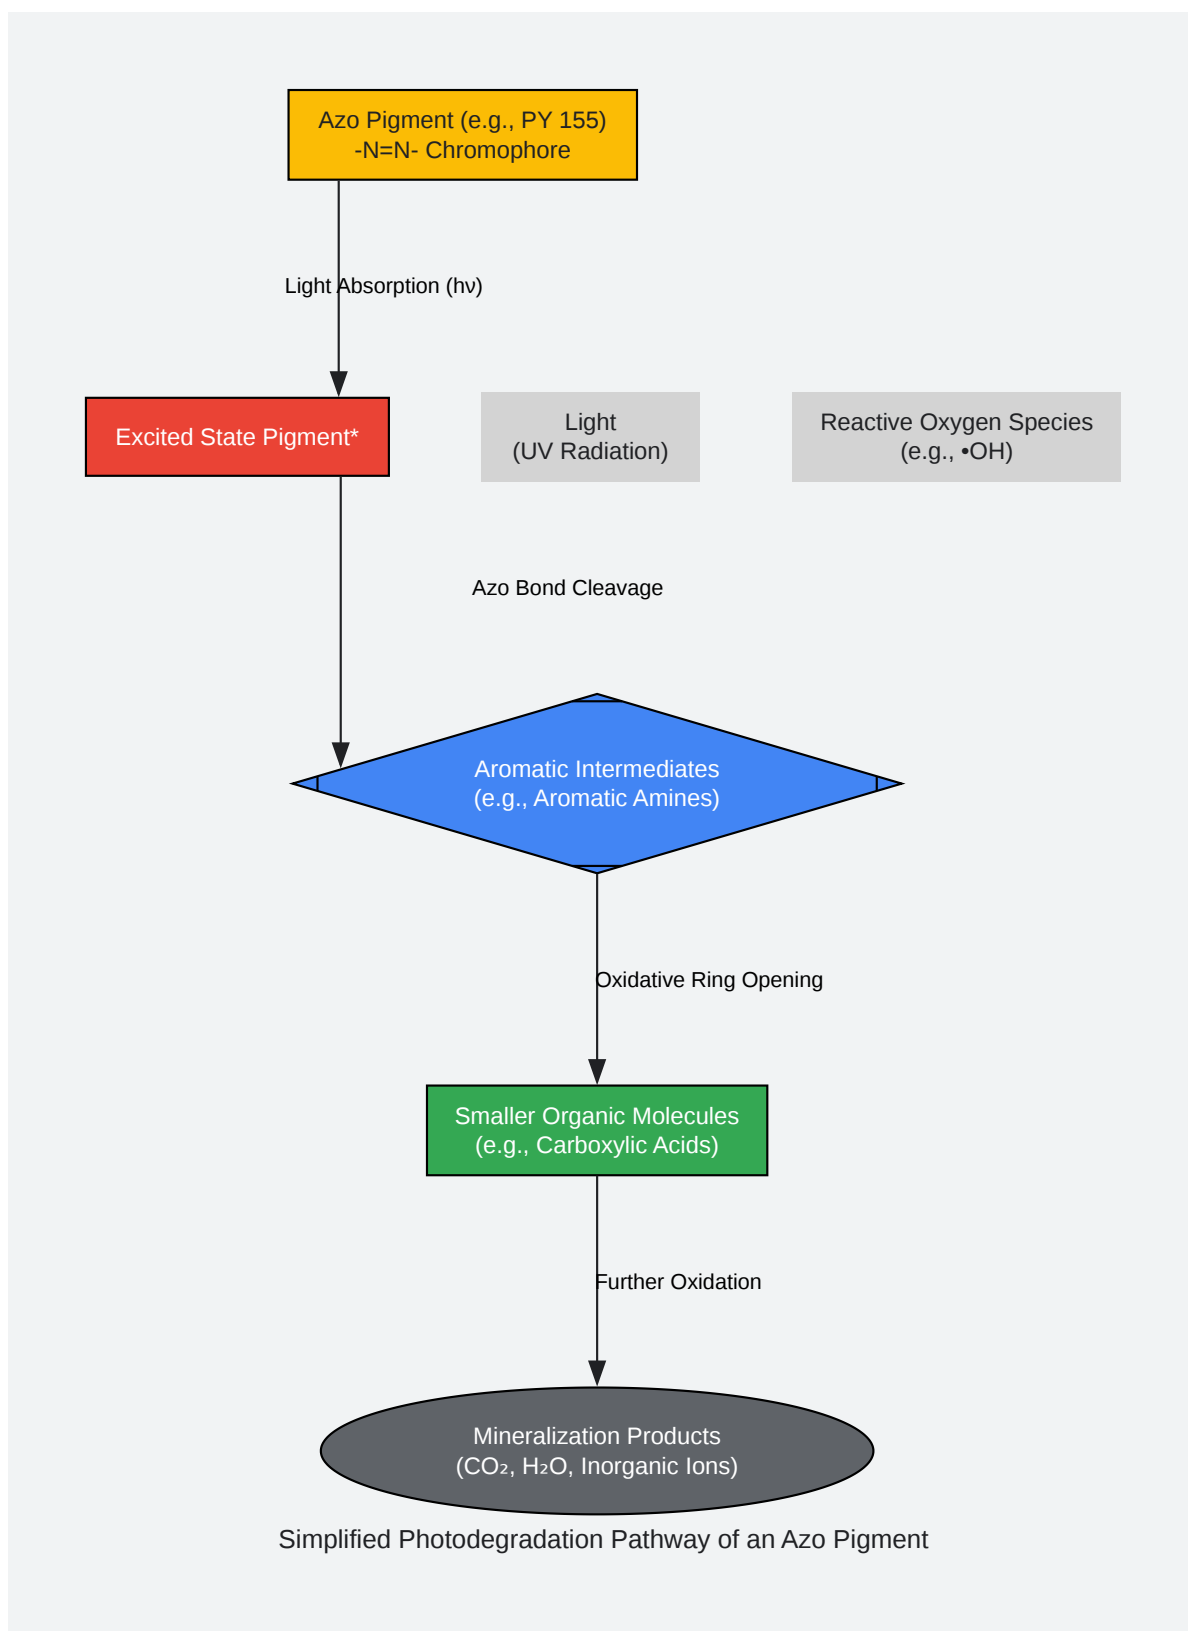 Azo Pigment (e.g., PY 155)
-N=N- Chromophore
Light Absorption (hν)
Excited State Pigment*
Light
(UV Radiation)
Reactive Oxygen Species
(e.g., •OH)
Azo Bond Cleavage
Aromatic Intermediates
(e.g., Aromatic Amines)
Oxidative Ring Opening
Smaller Organic Molecules
(e.g., Carboxylic Acids)
Further Oxidation
Mineralization Products
(CO₂, H₂O, Inorganic Ions)
Simplified Photodegradation Pathway of an Azo Pigment